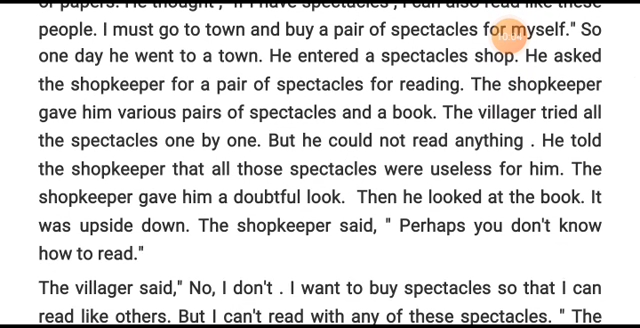 of papers. He thought, "If I have spectacles , I can also read like these
people. I must go to town and buy a pair of spectacles for myself." So
one day he went to a town. He entered a spectacles shop. He asked
the shopkeeper for a pair of spectacles for reading. The shopkeeper
gave him various pairs of spectacles and a book. The villager tried all
the spectacles one by one. But he could not read anything . He told
the shopkeeper that all those spectacles were useless for him. The
shopkeeper gave him a doubtful look.  Then he looked at the book. It
was upside down. The shopkeeper said, " Perhaps you don't know
how to read."
The villager said," No, I don't . I want to buy spectacles so that I can
read like others. But I can't read with any of these spectacles. " The